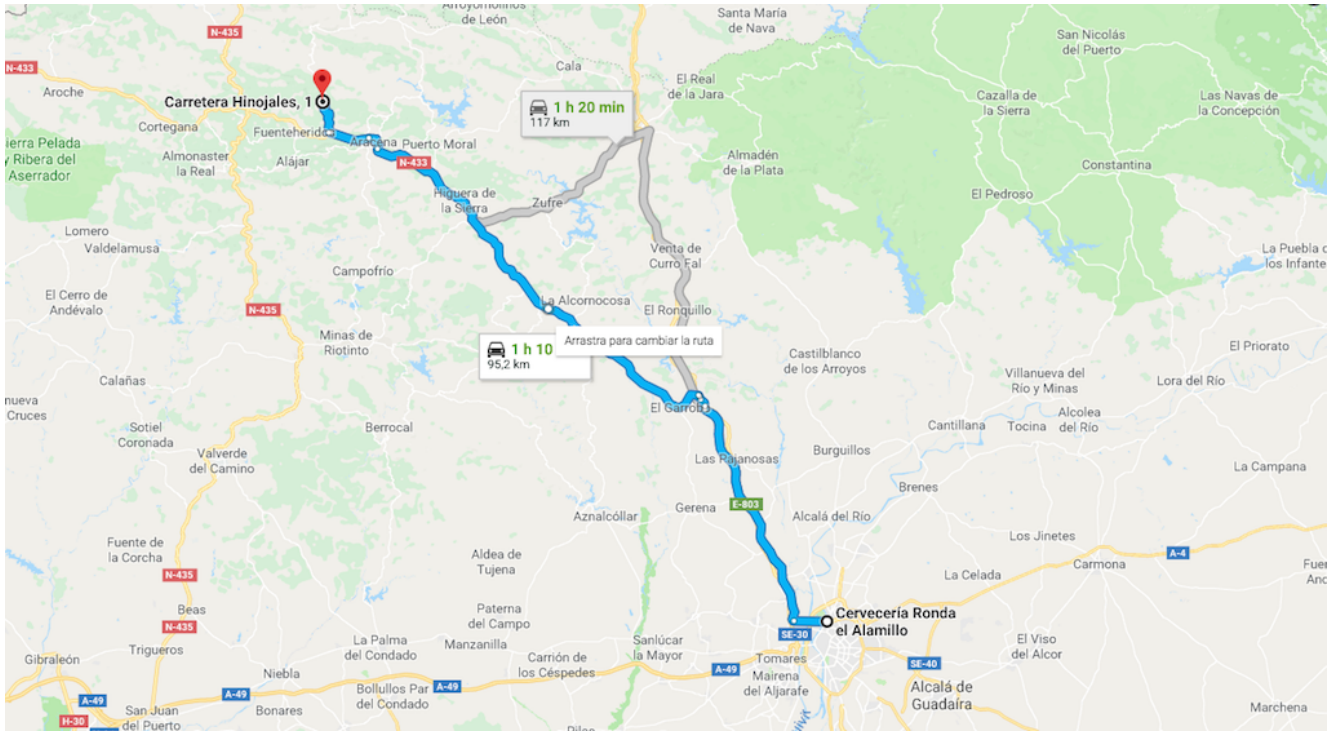 Arroyomolinos
de León
Santa María
de Nava
San Nicolás
del Puerto
N-435
N-433
Cala
El Real
de la Jara
Aroche
Carretera Hinojales, 1
1 h 20 min
117 km
Cazalla de
la Sierra
Las Navas de
la Concepción
Cortegana
Fuenteherido
Aracena
Puerto Moral
ierra Pelada
y Ribera del
Aserrador
Almonaster
la Real
Alájar
N-433
Almadén
de la Plata
Constantina
El Pedroso
Higuera de
la Sierra
Zufre
Lomero
Valdelamusa
Venta de
Curro Fal
La Puebla d
los Infante
Campofrío
El Cerro de
Andévalo
La Alcornocosa
El Ronquillo
N-435
Minas de
Riotinto
1 h 10
95,2 km
Arrastra para cambiar la ruta
Castilblanco
de los Arroyos
El Priorato
Calañas
Villanueva del
Río y Minas
Lora del Río
nueva
Cruces
El Garrob
Sotiel
Coronada
Berrocal
Cantillana
Tocina
Alcolea
del Río
Valverde
del Camino
Las Pajanosas
Burguillos
La Campana
Brenes
Gerena
E-803
Aznalcóllar
Alcalá del Río
Fuente de
la Corcha
Los Jinetes
Aldea de
Tujena
A-4
Carmona
Fuen
And
N-435
La Celada
Beas
Paterna
del Campo
Cervecería Ronda
el Alamillo
N-435
Trigueros
La Palma
del Condado
Manzanilla
Sanlúcar
la Mayor
SE-30
El Viso
del Alcor
Gibraleón
Niebla
Carrión de
los Céspedes
A-49
Tomares
Mairena
del Aljarafe
SE-40
A-49
A-49
A-49
Bollullos Par
del Condado
Alcalá de
Guadaíra
Bonares
San Juan
del Puerto
H-30
Marchena